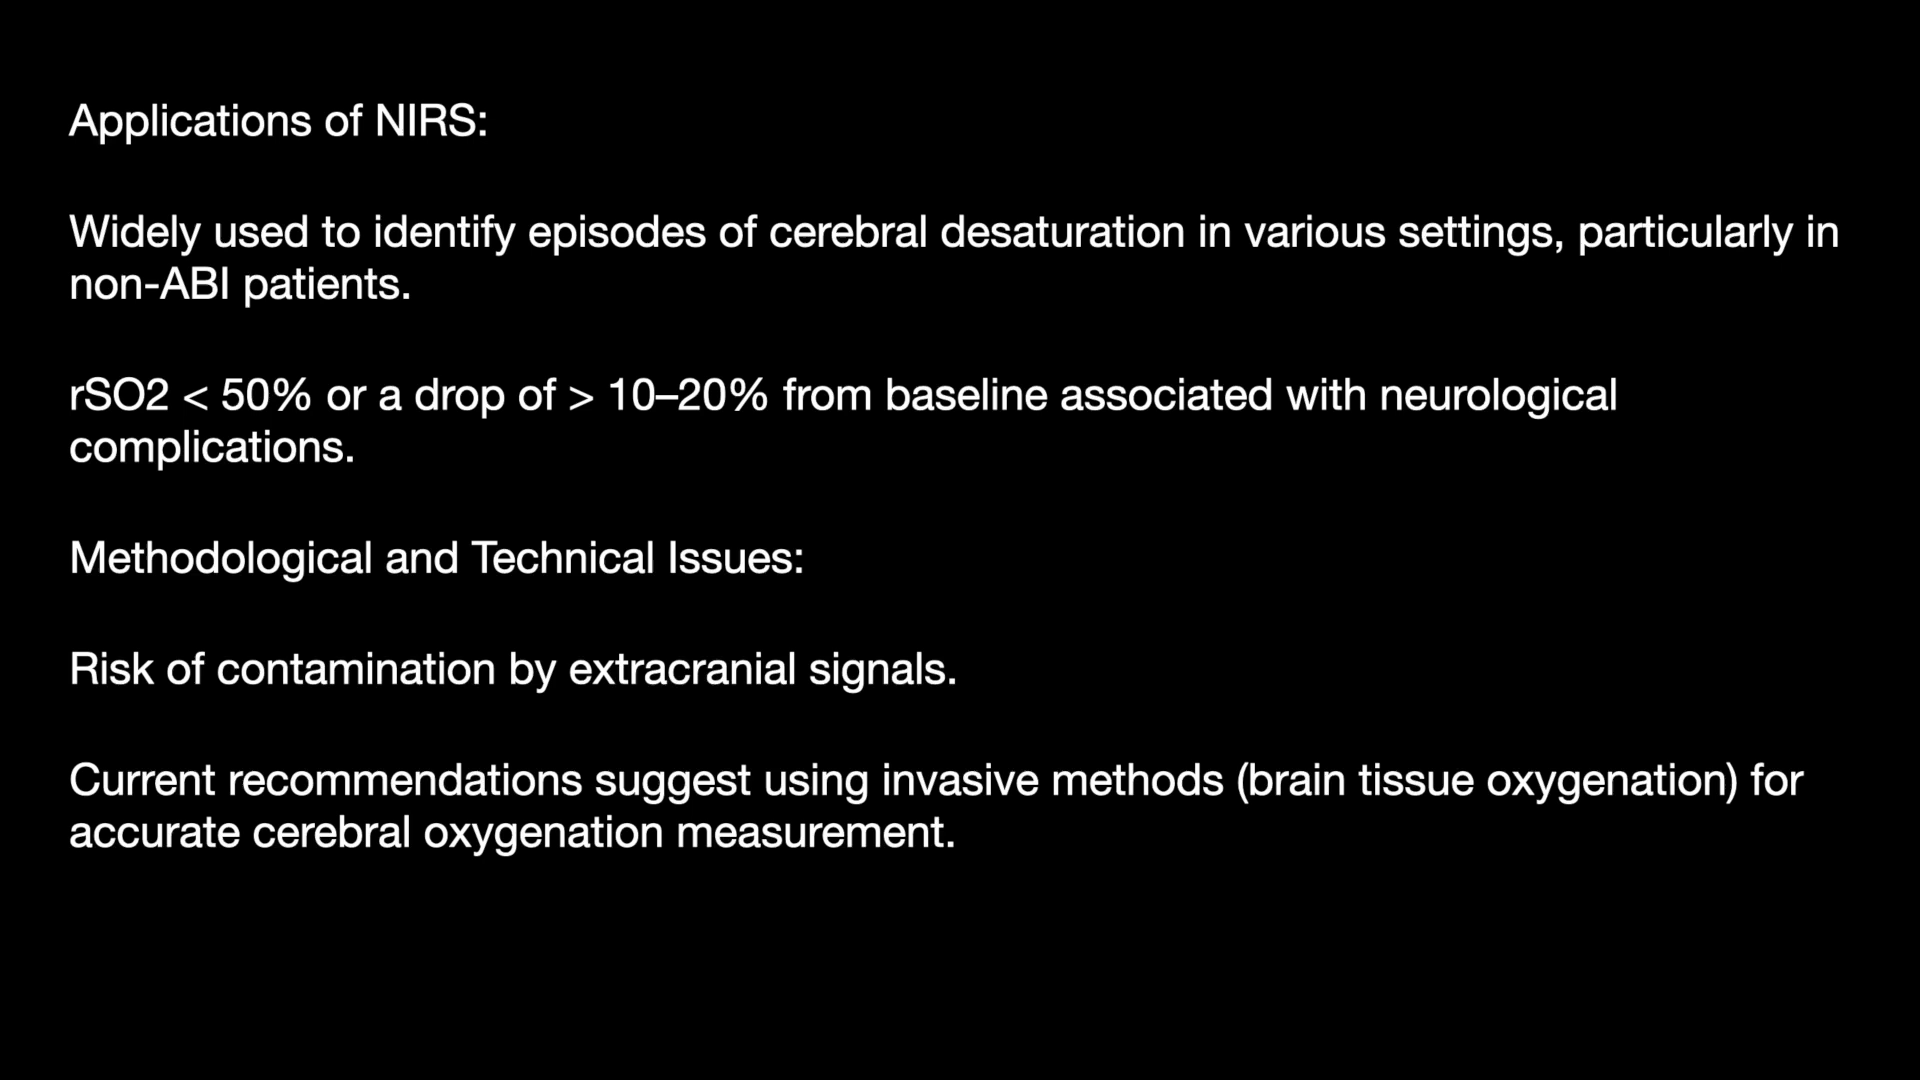 Applications of NIRS:
Widely used to identify episodes of cerebral desaturation in various settings, particularly in
non-ABI patients.
rSO2 < 50% or a drop of > 10–20% from baseline associated with neurological
complications.
Methodological and Technical Issues:
Risk of contamination by extracranial signals.
Current recommendations suggest using invasive methods (brain tissue oxygenation) for
accurate cerebral oxygenation measurement.